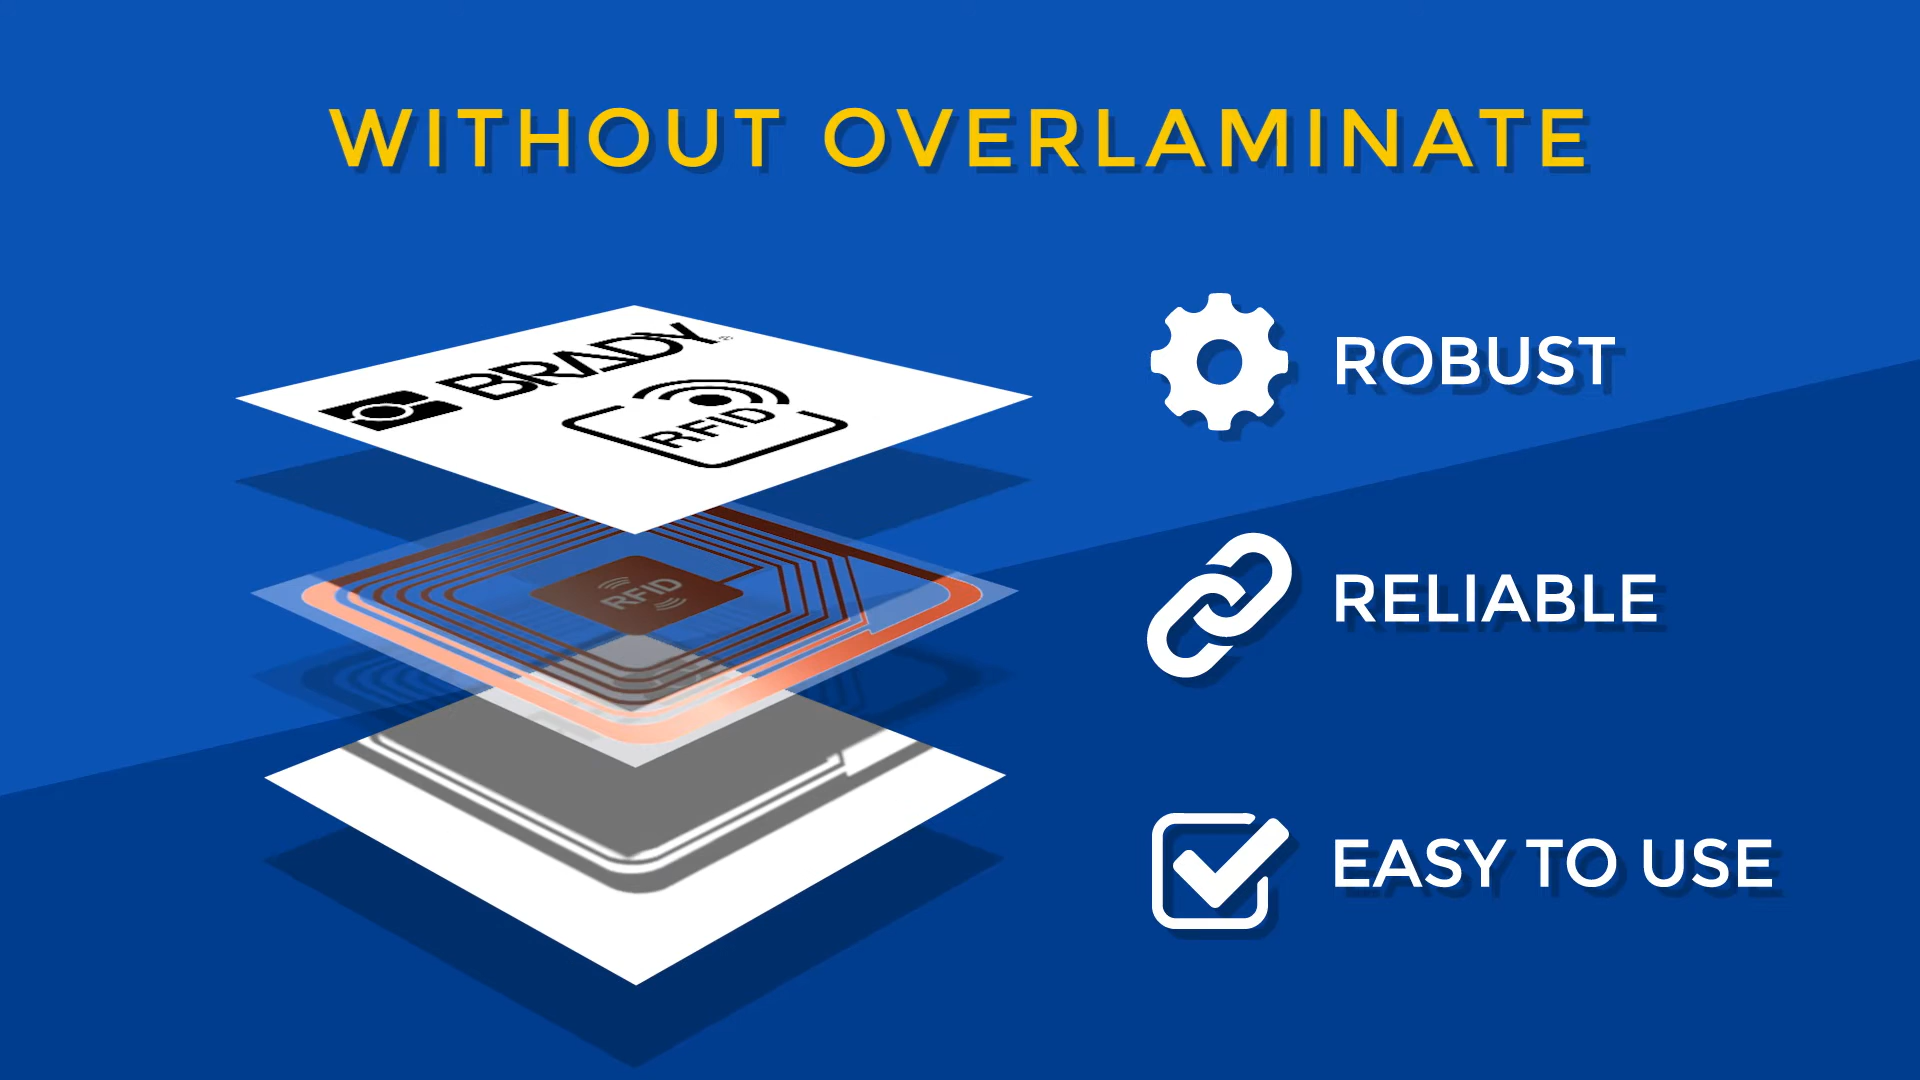 WITHOUT OVERLAMINATE
BRADY
RFID
RFID
ROBUST
RELIABLE
EASY TO USE